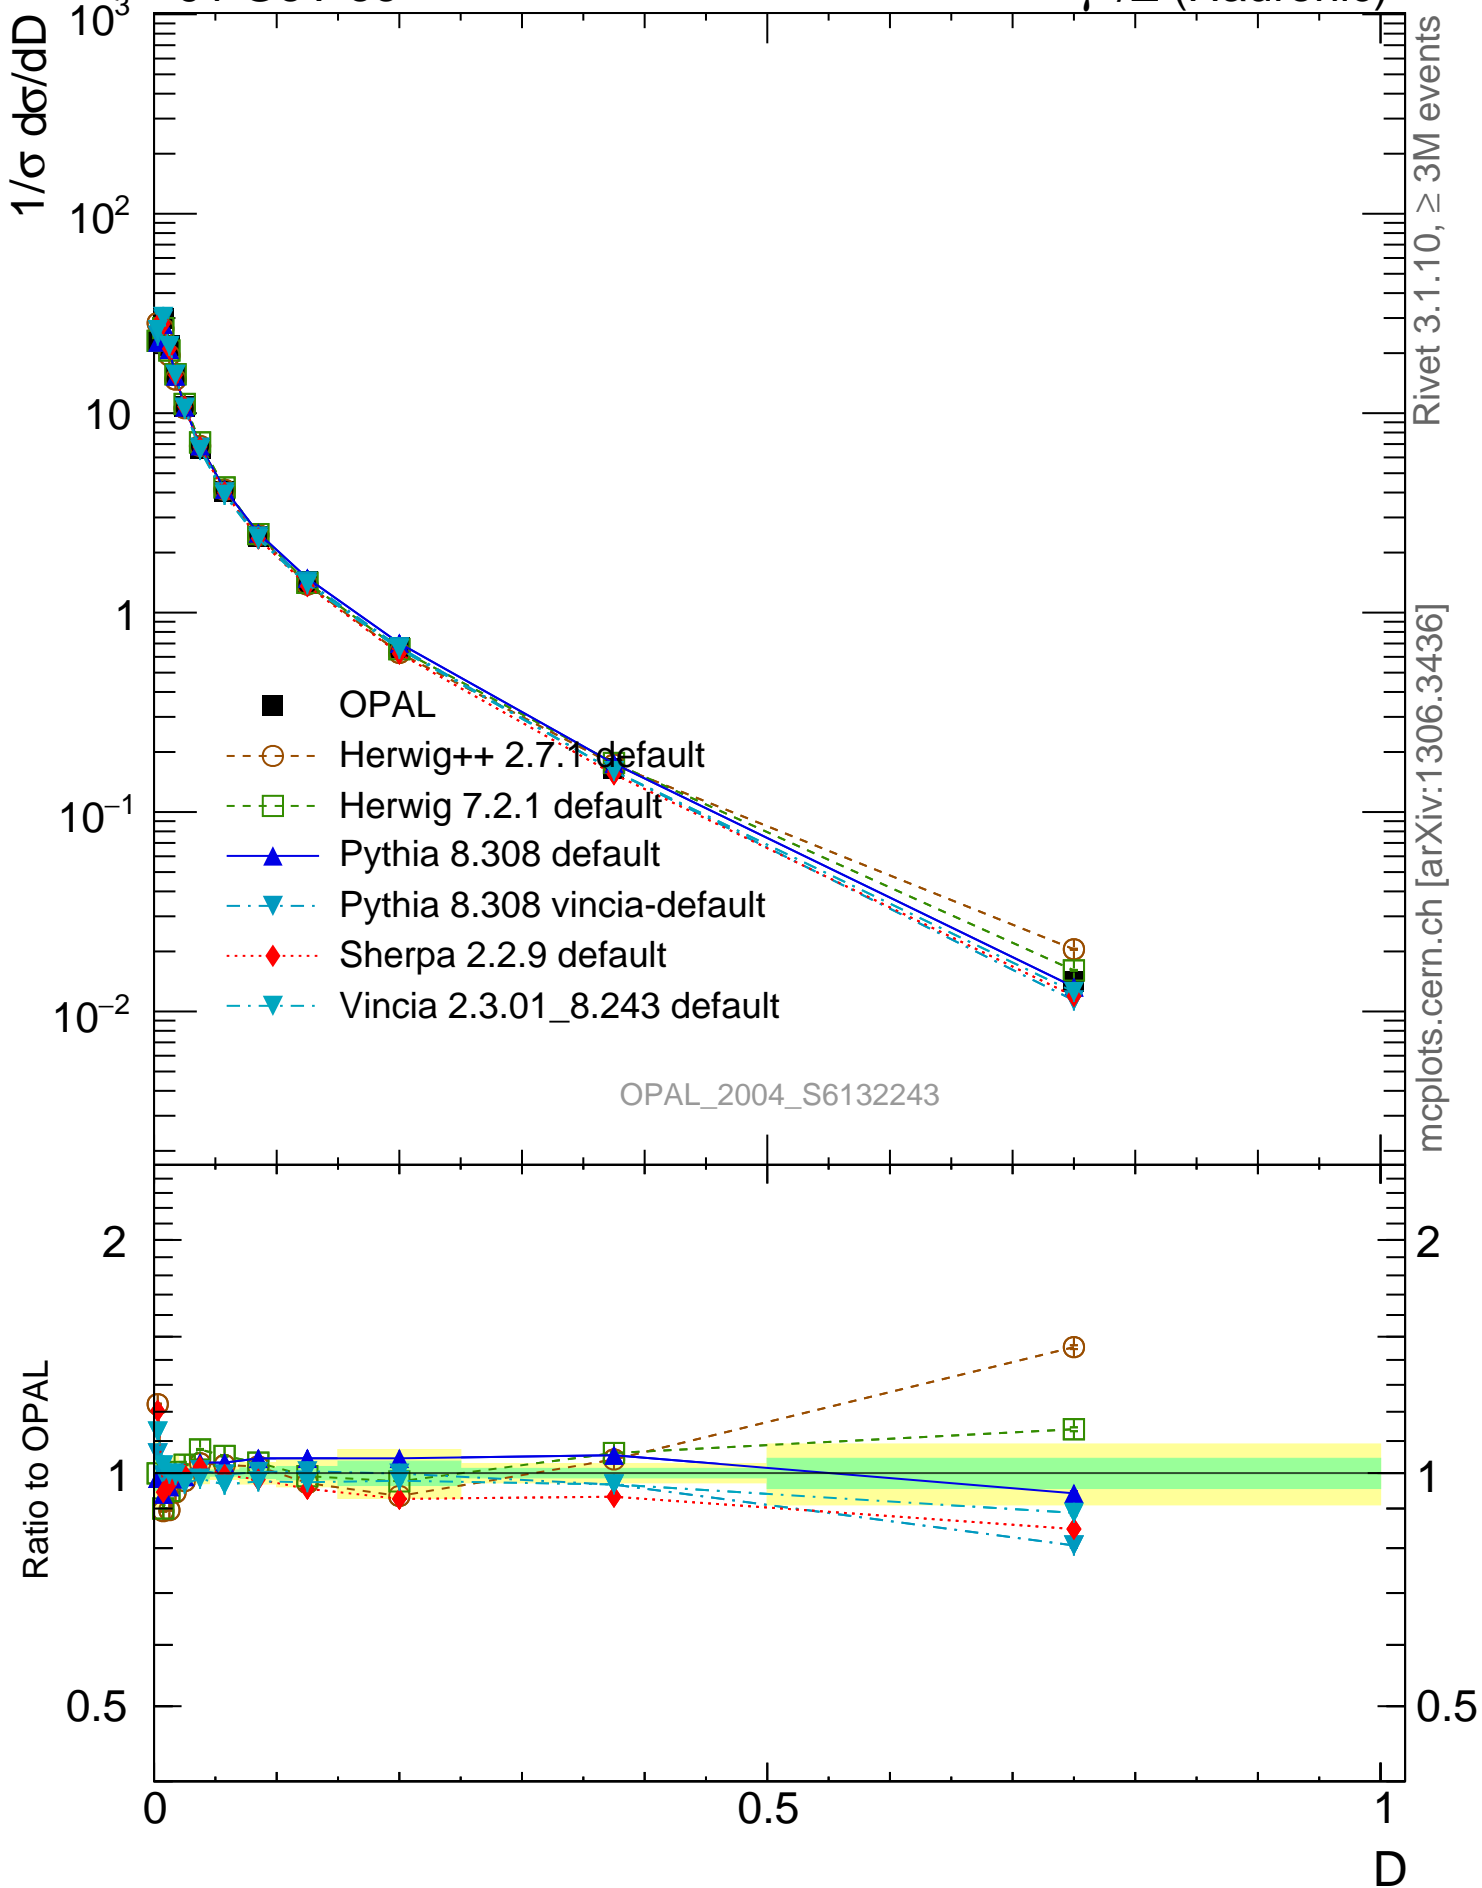 1/σ dσ/dD
10³
10²
10
1
10⁻¹
10⁻²
OPAL
Herwig++ 2.7.1 default
Herwig 7.2.1 default
Pythia 8.308 default
Pythia 8.308 vincia-default
Sherpa 2.2.9 default
Vincia 2.3.01_8.243 default
OPAL_2004_S6132243
Rivet 3.1.10, ≥ 3M events
mcplots.cern.ch [arXiv:1306.3436]
Ratio to OPAL
2
1
0.5
2
1
0.5
0
0.5
1
D